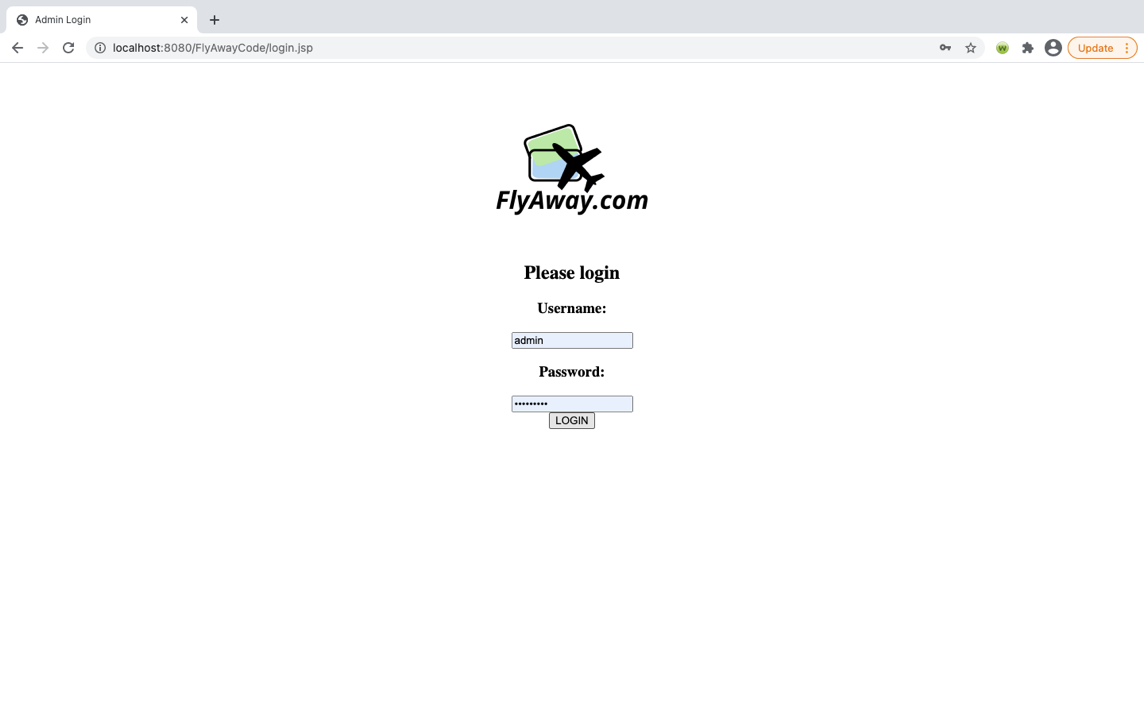 Admin Login
localhost:8080/FlyAwayCode/login.jsp
Update
FlyAway.com
Please login
Username:
admin
Password:
•••••••••
LOGIN